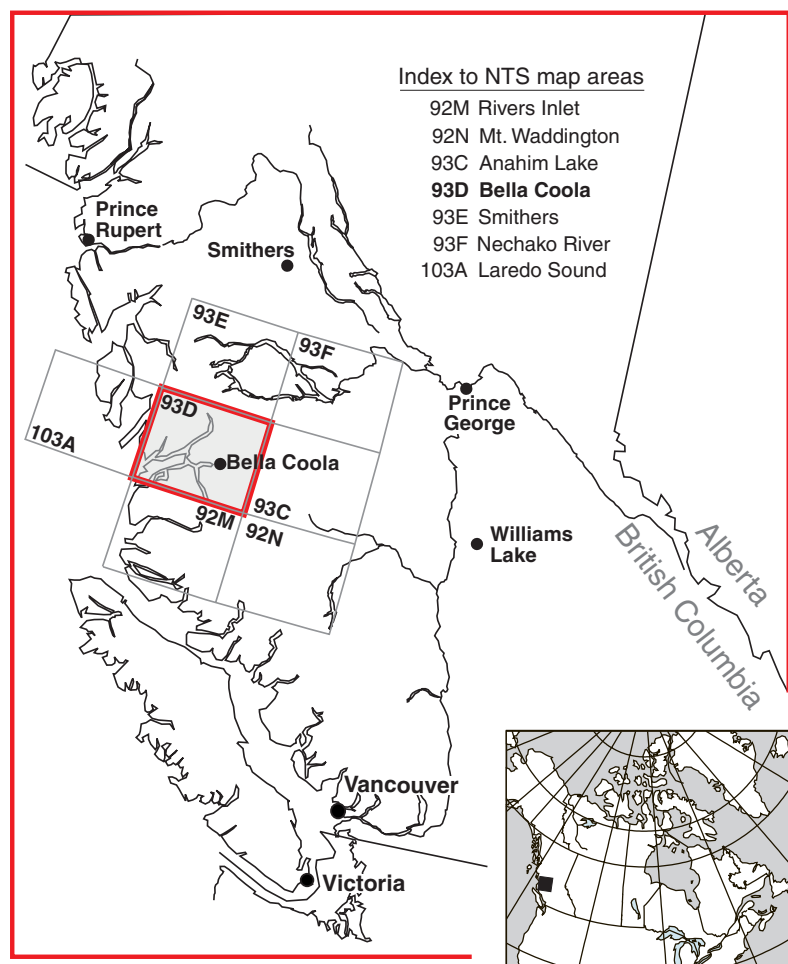 Index to NTS map areas
92M Rivers Inlet
92N Mt. Waddington
93C Anahim Lake
93D Bella Coola
93E Smithers
93F Nechako River
103A Laredo Sound
Prince
Rupert
Smithers
93E
93F
93D
103A
Bella Coola
Prince
George
92M
93C
92N
Williams
Lake
Alberta
British Columbia
Vancouver
Victoria